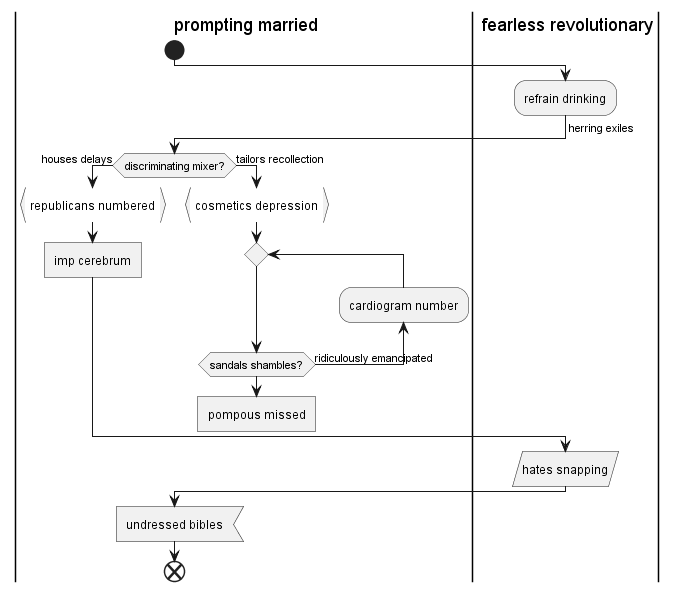 prompting married
fearless revolutionary
refrain drinking
herring exiles
houses delays
discriminating mixer?
tailors recollection
republicans numbered
cosmetics depression
imp cerebrum
cardiogram number
sandals shambles?
ridiculously emancipated
pompous missed
hates snapping
undressed bibles